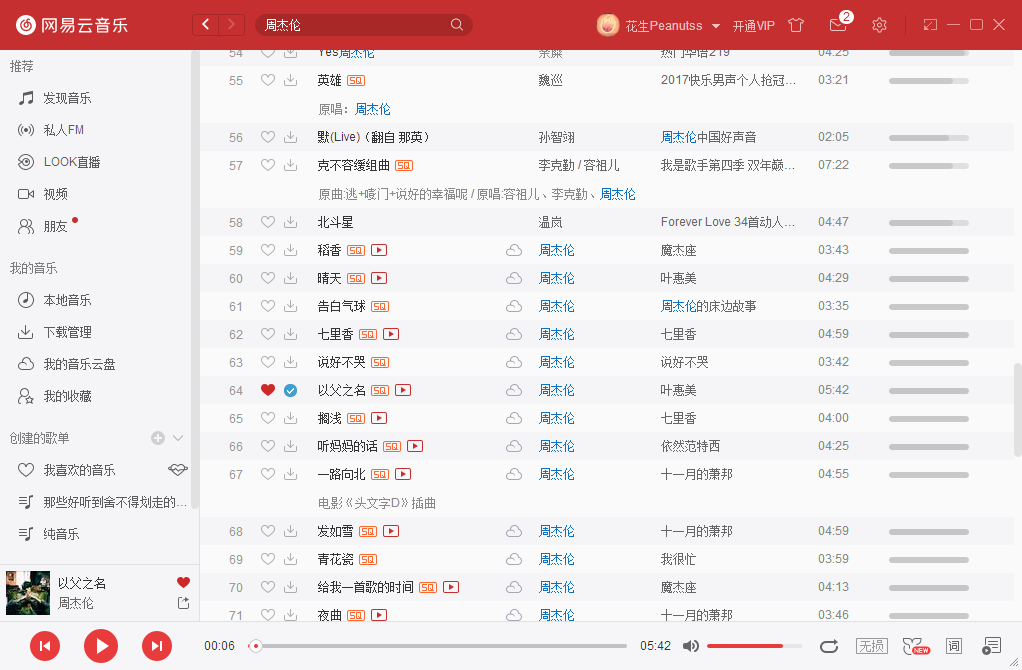 网易云音乐
周杰伦
花生Peanutss
开通VIP
2
推荐
发现音乐
私人FM
LOOK直播
视频
朋友
我的音乐
本地音乐
下载管理
我的音乐云盘
我的收藏
创建的歌单
我喜欢的音乐
那些好听到舍不得划走的...
纯音乐
以父之名
周杰伦
54 Yes周杰伦 亲糜 热门华语219 04:25
55 英雄 SQ 魏巡 2017快乐男声个人抢冠... 03:21
原唱：周杰伦
56 默(Live)（翻自 那英） 孙智翊 周杰伦中国好声音 02:05
57 克不容缓组曲 SQ 李克勤 / 容祖儿 我是歌手第四季 双年巅... 07:22
原曲:逃+唛门+说好的幸福呢 / 原唱:容祖儿、李克勤、周杰伦
58 北斗星 温岚 Forever Love 34首动人... 04:47
59 稻香 SQ 周杰伦 魔杰座 03:43
60 晴天 SQ 周杰伦 叶惠美 04:29
61 告白气球 SQ 周杰伦 周杰伦的床边故事 03:35
62 七里香 SQ 周杰伦 七里香 04:59
63 说好不哭 SQ 周杰伦 说好不哭 03:42
64 以父之名 SQ 周杰伦 叶惠美 05:42
65 搁浅 SQ 周杰伦 七里香 04:00
66 听妈妈的话 SQ 周杰伦 依然范特西 04:25
67 一路向北 SQ 周杰伦 十一月的萧邦 04:55
电影《头文字D》插曲
68 发如雪 SQ 周杰伦 十一月的萧邦 04:59
69 青花瓷 SQ 周杰伦 我很忙 03:59
70 给我一首歌的时间 SQ 周杰伦 魔杰座 04:13
71 夜曲 SQ 周杰伦 十一月的萧邦 03:46
00:06
05:42
无损
NEW
词